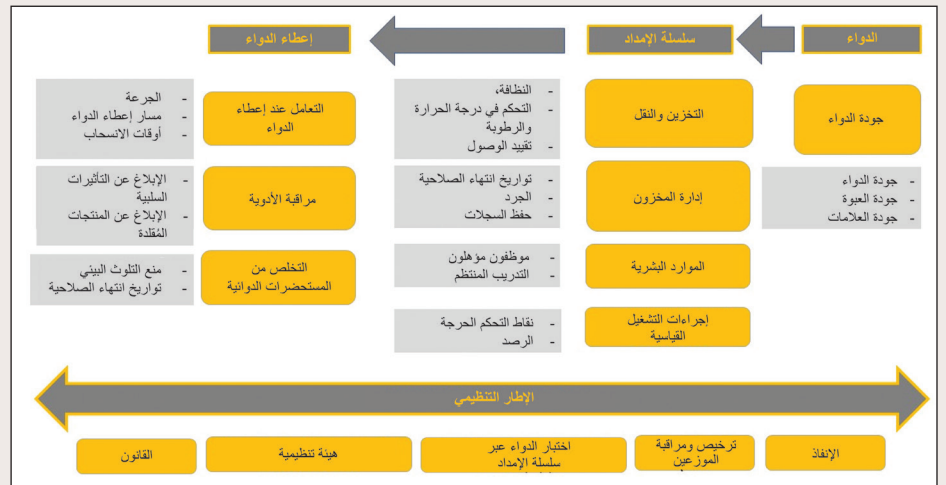 الدواء
سلسلة الإمداد
إعطاء الدواء
جودة الدواء
- جودة الدواء
- جودة العبوة
- جودة العلامات
التخزين والنقل
- النظافة،
- التحكم في درجة الحرارة
والرطوبة
- تقييد الوصول
إدارة المخزون
- تواريخ انتهاء الصلاحية
- الجرد
- حفظ السجلات
الموارد البشرية
- موظفون مؤهلون
- التدريب المنتظم
إجراءات التشغيل
القياسية
- نقاط التحكم الحرجة
- الرصد
التعامل عند إعطاء
الدواء
- الجرعة
- مسار إعطاء الدواء
- أوقات الانسحاب
مراقبة الأدوية
- الإبلاغ عن التأثيرات
السلبية
- الإبلاغ عن المنتجات
المُقلدة
التخلص من
المستحضرات الدوائية
- منع التلوث البيئي
- تواريخ انتهاء الصلاحية
الإطار التنظيمي
الإنفاذ
ترخيص ومراقبة
الموزعين
اختبار الدواء عبر
سلسلة الإمداد
هيئة تنظيمية
القانون